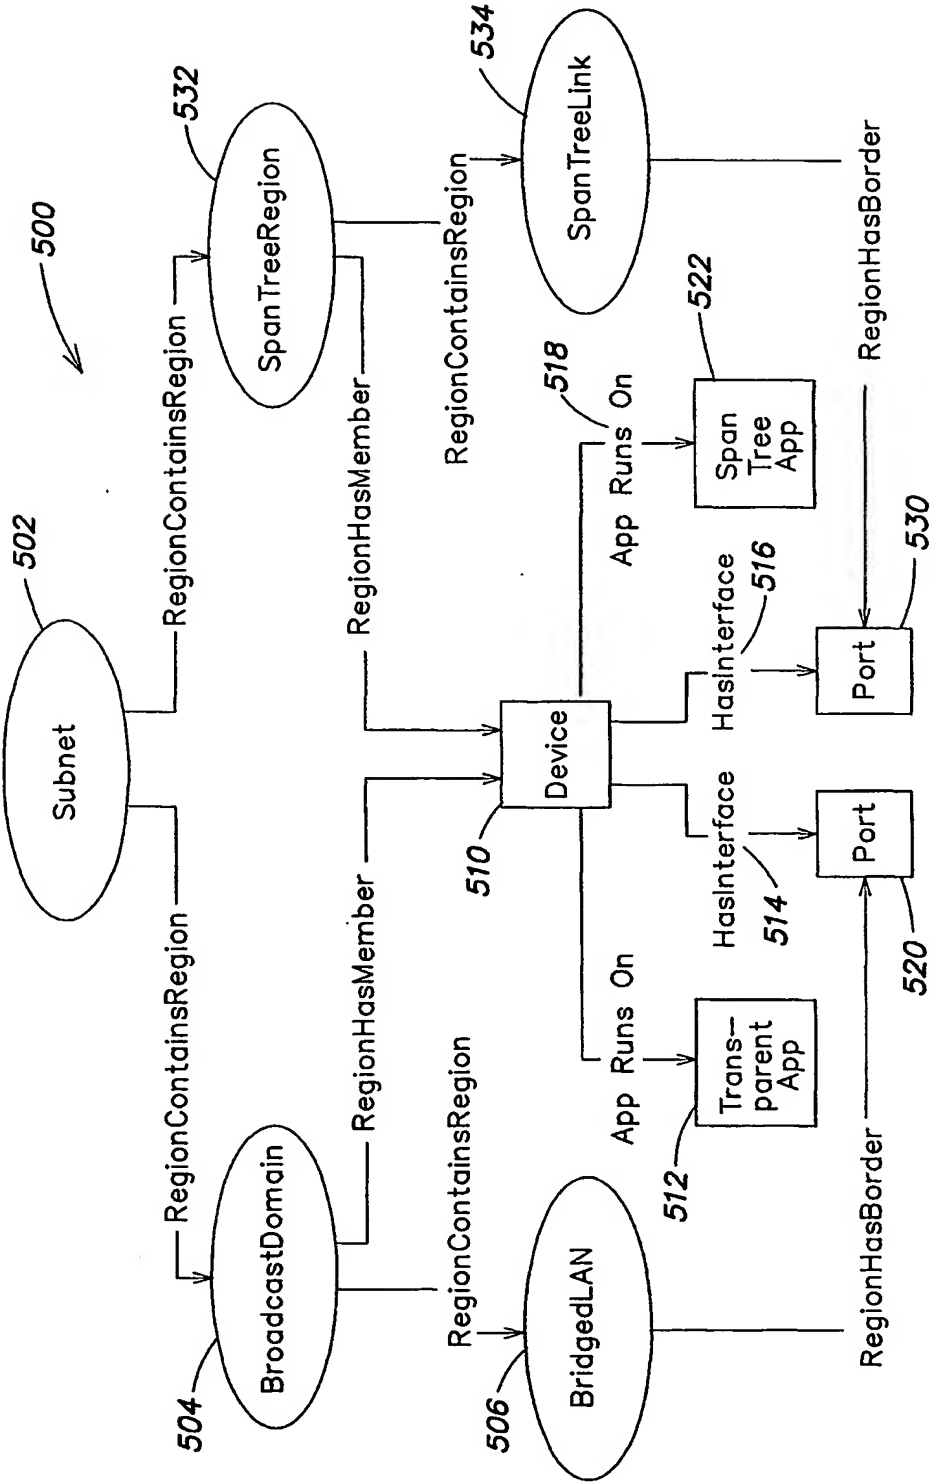 500
502
Subnet
RegionContainsRegion
RegionContainsRegion
504
BroadcastDomain
532
SpanTreeRegion
RegionHasMember
RegionHasMember
RegionContainsRegion
RegionContainsRegion
506
BridgedLAN
510
Device
534
SpanTreeLink
App Runs On
App Runs On
518
512
Trans-
parent
App
HasInterface
514
HasInterface
516
522
Span
Tree
App
RegionHasBorder
Port
520
Port
530
RegionHasBorder